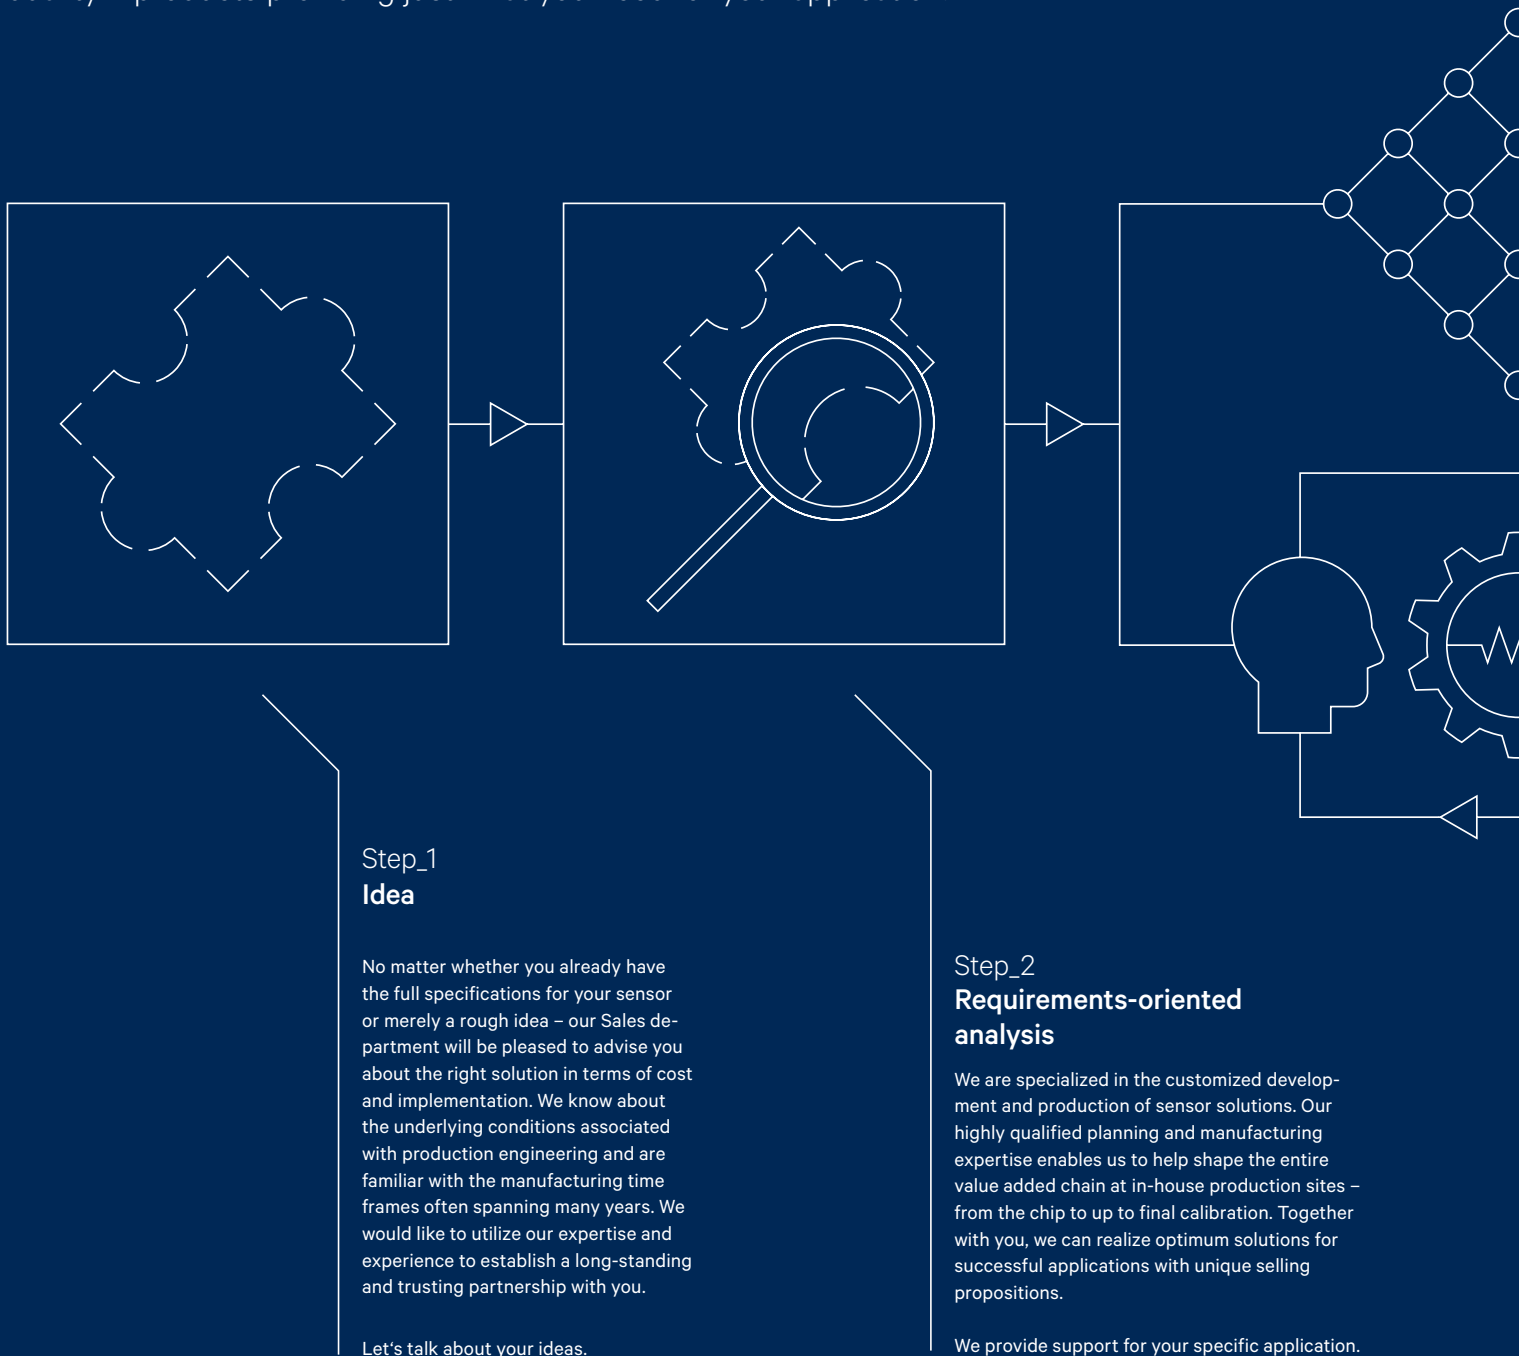 Step_1
Idea
No matter whether you already have
the full specifications for your sensor
or merely a rough idea – our Sales de-
partment will be pleased to advise you
about the right solution in terms of cost
and implementation. We know about
the underlying conditions associated
with production engineering and are
familiar with the manufacturing time
frames often spanning many years. We
would like to utilize our expertise and
experience to establish a long-standing
and trusting partnership with you.
Let‘s talk about your ideas.
Step_2
Requirements-oriented
analysis
We are specialized in the customized develop-
ment and production of sensor solutions. Our
highly qualified planning and manufacturing
expertise enables us to help shape the entire
value added chain at in-house production sites –
from the chip to up to final calibration. Together
with you, we can realize optimum solutions for
successful applications with unique selling
propositions.
We provide support for your specific application.